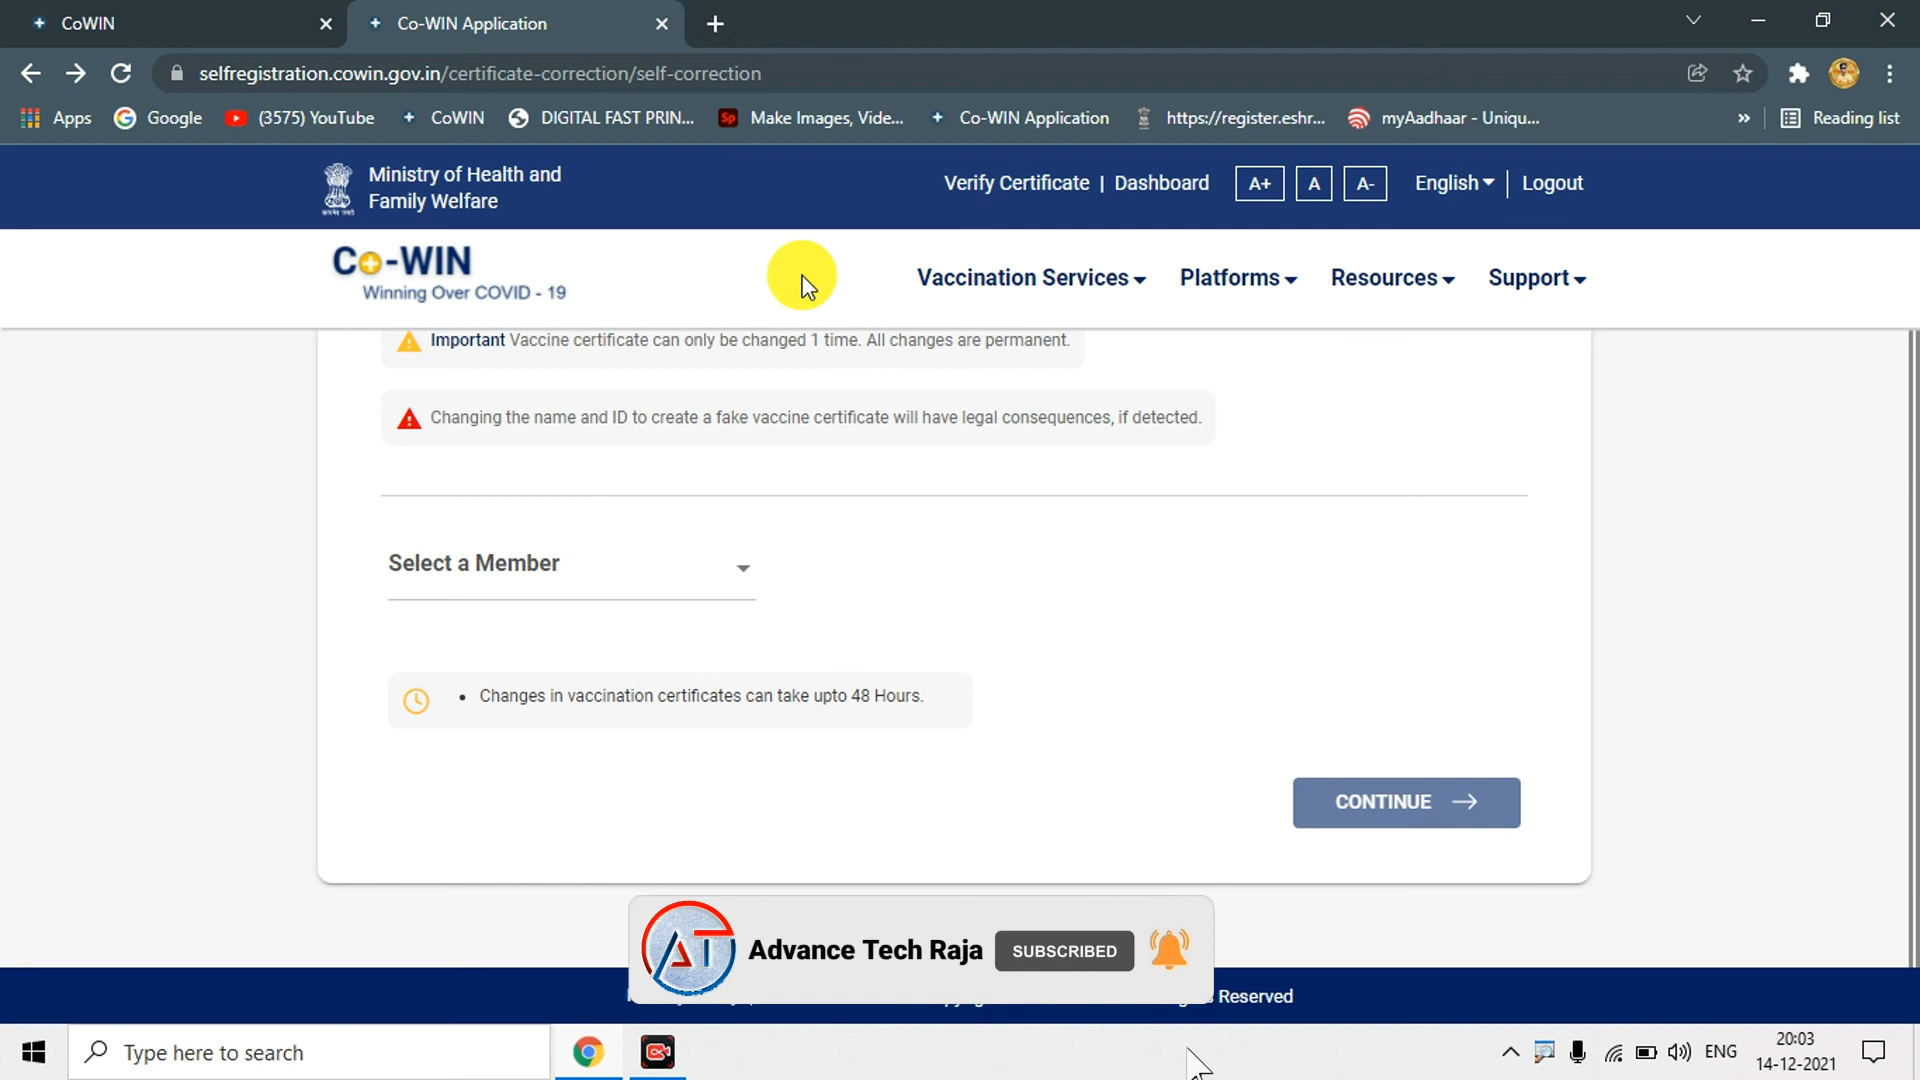 CoWIN
Co-WIN Application
selfregistration.cowin.gov.in/certificate-correction/self-correction
Apps
Google
(3575) YouTube
CoWIN
DIGITAL FAST PRIN...
Sp
Make Images, Vide...
Co-WIN Application
https://register.eshr...
myAadhaar - Uniqu...
»
Reading list
Ministry of Health and
Family Welfare
Verify Certificate | Dashboard
A+
A
A-
English
Logout
Co-WIN
Winning Over COVID - 19
Vaccination Services
Platforms
Resources
Support
Important Vaccine certificate can only be changed 1 time. All changes are permanent.
Changing the name and ID to create a fake vaccine certificate will have legal consequences, if detected.
Select a Member
• Changes in vaccination certificates can take upto 48 Hours.
CONTINUE →
AT
Advance Tech Raja
SUBSCRIBED
Reserved
Type here to search
ENG
20:03
14-12-2021